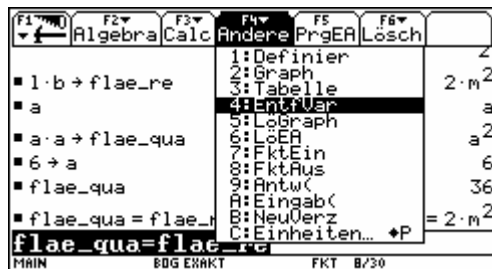 F1 F2 F3 F4 F5 F6
Algebra Calc Andere PrgEA Lösch
1:Definier
2:Graph
3:Tabelle
4:EntfVar
5:LöGraph
6:LöEA
7:FktEin
8:FktAus
9:Antw(
A:Eingab(
B:NeuVerz
C:Einheiten… ◆P
2
▪ l·b→flae_re 2·m²
▪ a a
▪ a·a→flae_qua a²
▪ 6→a 6
▪ flae_qua 36
▪ flae_qua = flae_r = 2·m²
flae_qua=flae_re
MAIN BOG EXAKT FKT 8/30